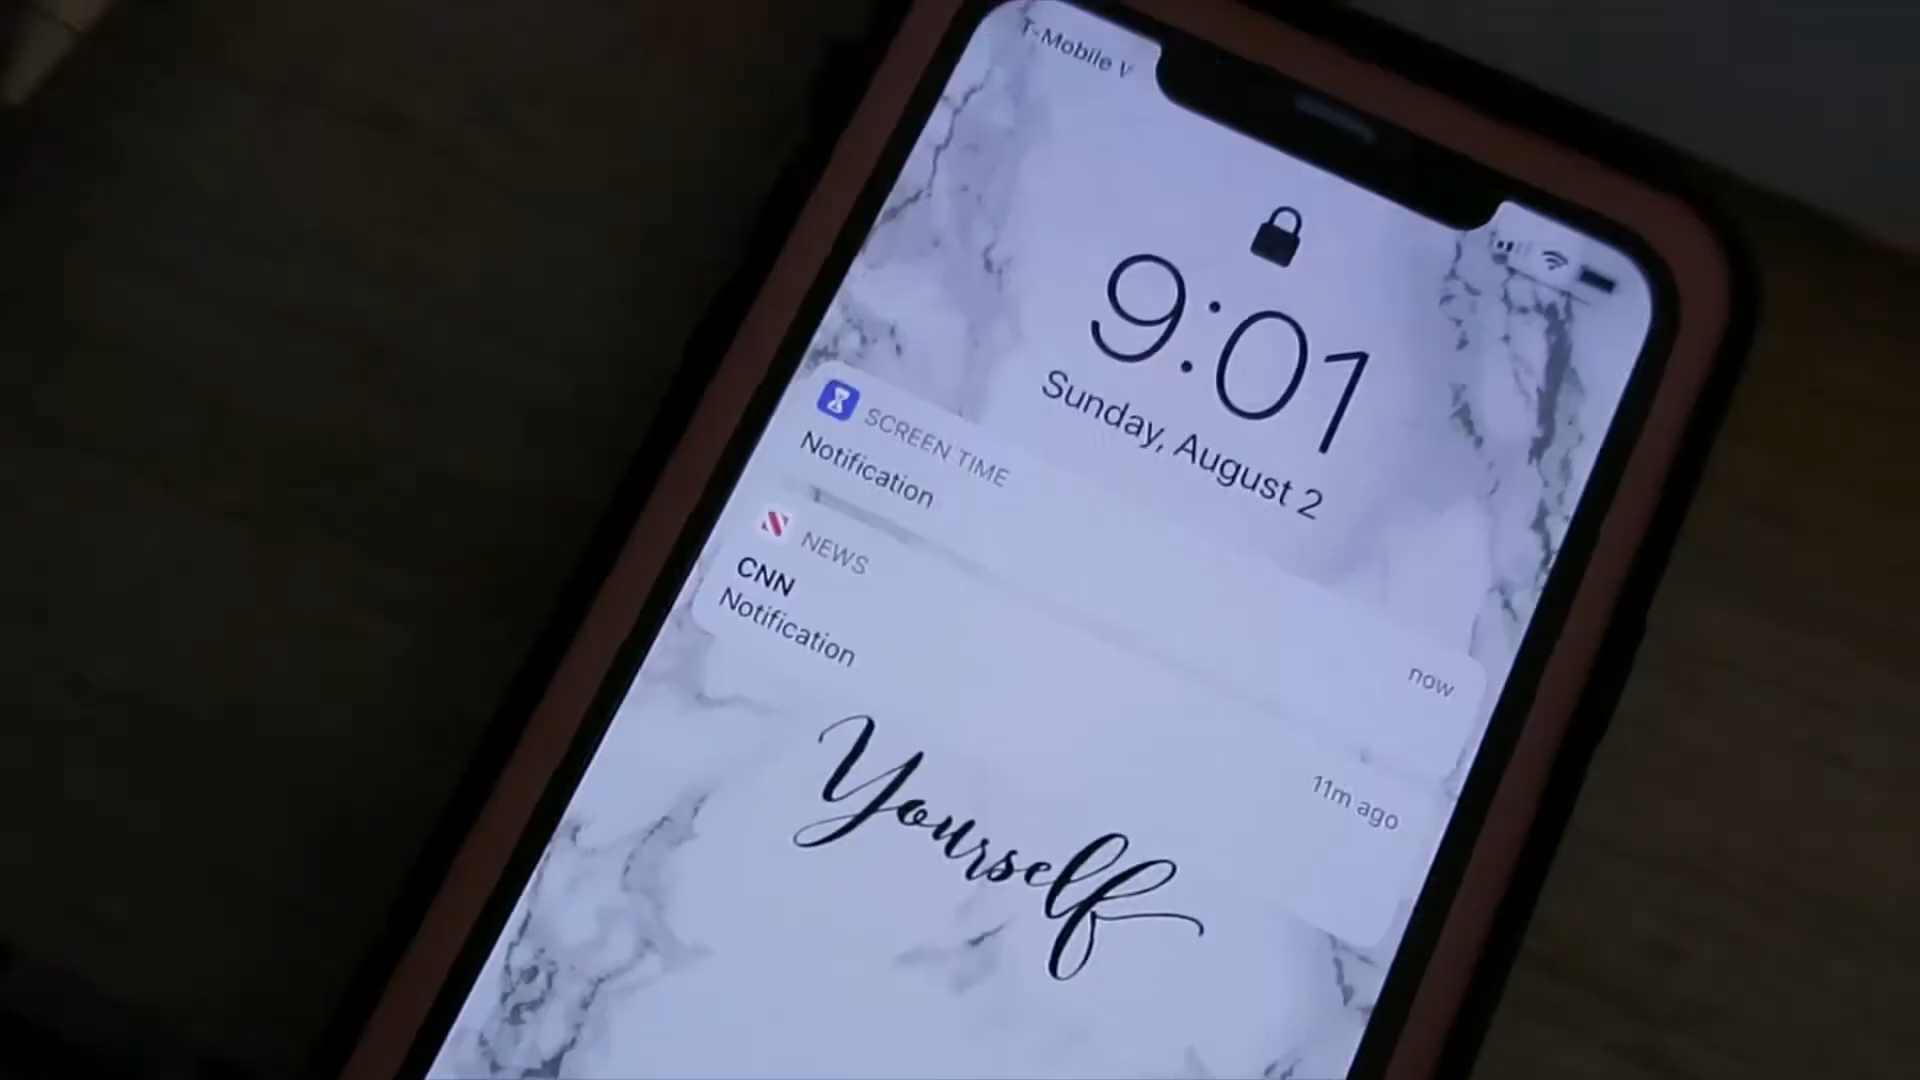 T-Mobile
9:01
Sunday, August 2
SCREEN TIME
now
Notification
NEWS
11m ago
CNN
Notification
Yourself